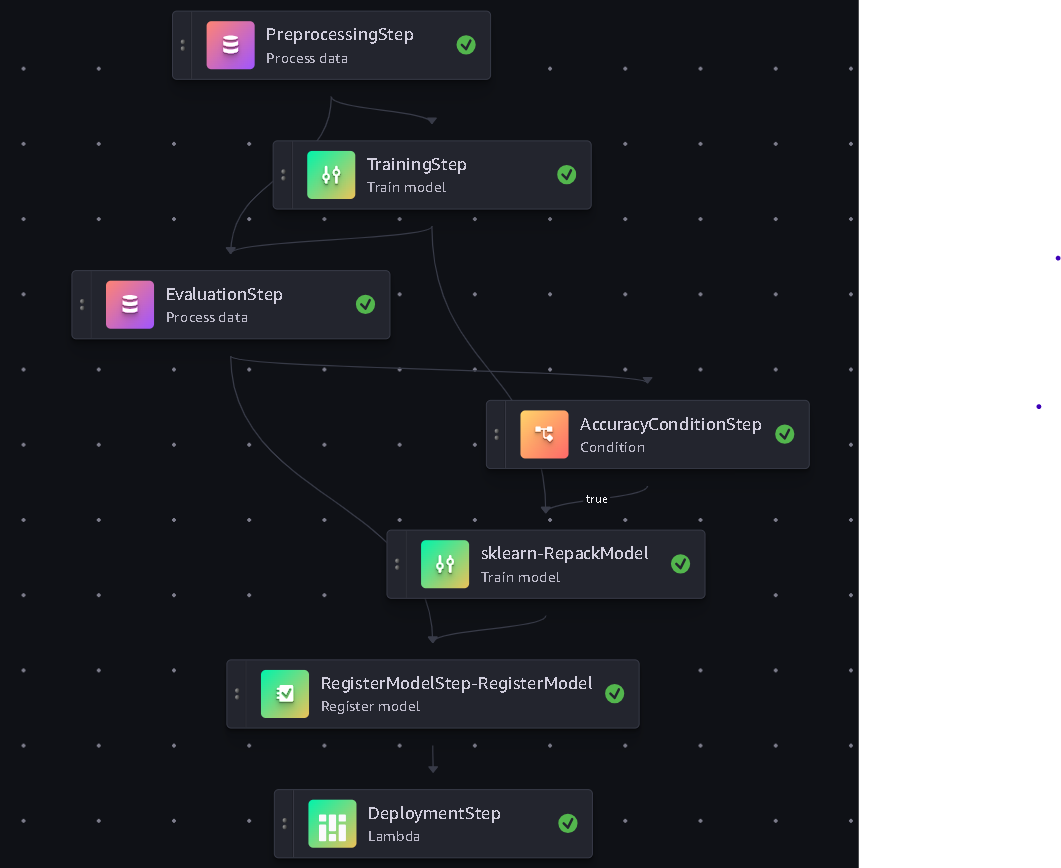 PreprocessingStep
Process data
TrainingStep
Train model
EvaluationStep
Process data
AccuracyConditionStep
Condition
true
sklearn-RepackModel
Train model
RegisterModelStep-RegisterModel
Register model
DeploymentStep
Lambda